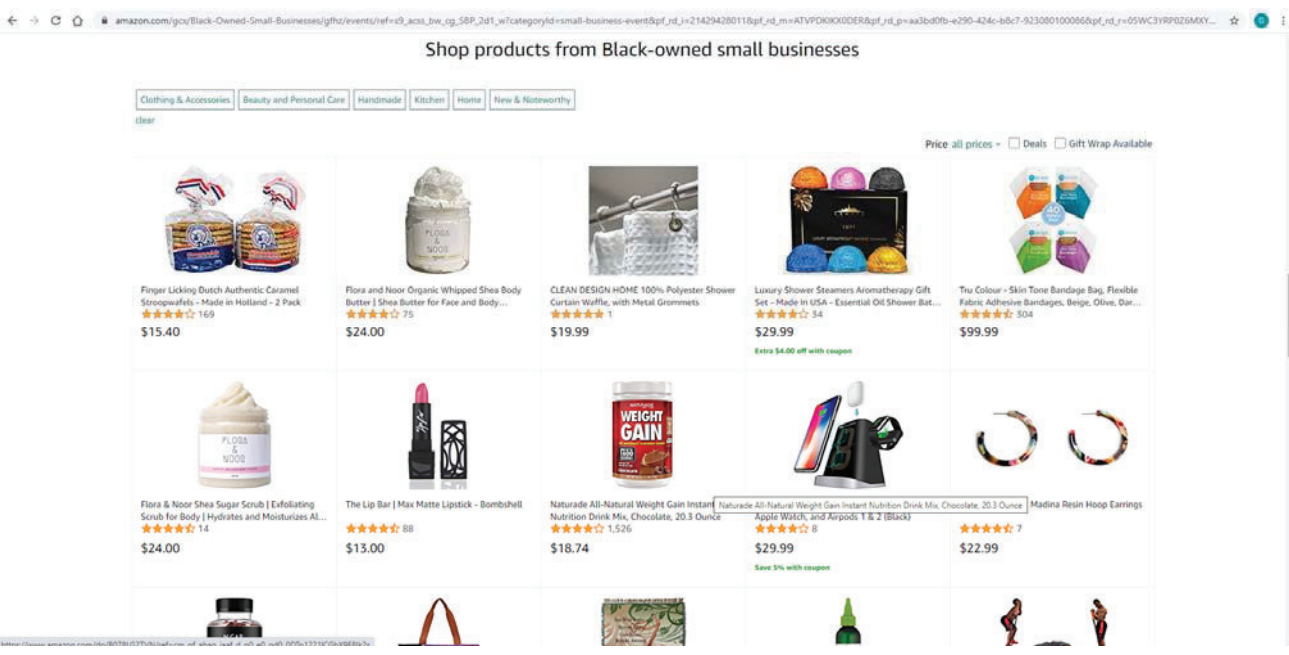 amazon.com/gcx/Black-Owned-Small-Businesses/gfhz/events/ref=s9_acss_bw_cg_SBP_2d1_w?categoryId=small-business-event&pf_rd_i=21429428011&pf_rd_m=ATVPDKIKX0DER&pf_rd_p=aa3bd0fb-e290-424c-b8c7-9230801000868&pf_rd_r=05WC3YRP0Z6MXY...
Shop products from Black-owned small businesses
Clothing & Accessories Beauty and Personal Care Handmade Kitchen Home New & Noteworthy
clear
Price all prices Deals Gift Wrap Available
FLORA
&
NOOR
40
Finger Licking Dutch Authentic Caramel
Stroopwafels - Made in Holland - 2 Pack
169
$15.40
Flora and Noor Organic Whipped Shea Body
Butter | Shea Butter for Face and Body...
75
$24.00
CLEAN DESIGN HOME 100% Polyester Shower
Curtain Waffle, with Metal Grommets
1
$19.99
Luxury Shower Steamers Aromatherapy Gift
Set - Made In USA - Essential Oil Shower Bat...
34
$29.99
Extra $4.00 off with coupon
Tru Colour - Skin Tone Bandage Bag, Flexible
Fabric Adhesive Bandages, Beige, Olive, Dar...
304
$99.99
FLORA
&
NOOR
NATURADE
WEIGHT
GAIN
Flora & Noor Shea Sugar Scrub | Exfoliating
Scrub for Body | Hydrates and Moisturizes Al...
14
$24.00
The Lip Bar | Max Matte Lipstick - Bombshell
88
$13.00
Naturade All-Natural Weight Gain Instant
Nutrition Drink Mix, Chocolate, 20.3 Ounce
1,526
$18.74
Naturade All-Natural Weight Gain Instant Nutrition Drink Mix, Chocolate, 20.3 Ounce
Apple Watch, and Airpods 1 & 2 (Black)
8
$29.99
Save 5% with coupon
Madina Resin Hoop Earrings
7
$22.99